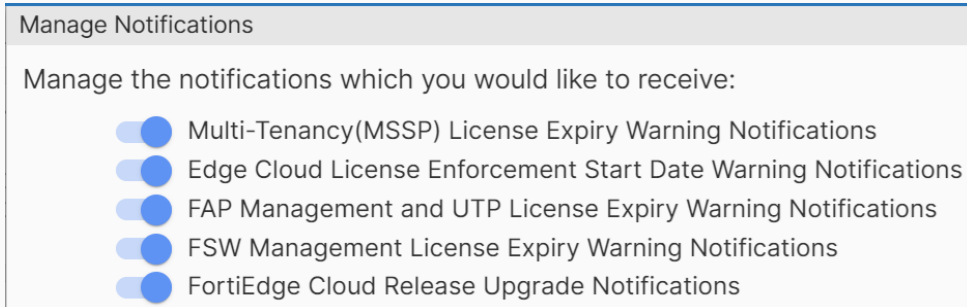 Manage Notifications
Manage the notifications which you would like to receive:
Multi-Tenancy(MSSP) License Expiry Warning Notifications
Edge Cloud License Enforcement Start Date Warning Notifications
FAP Management and UTP License Expiry Warning Notifications
FSW Management License Expiry Warning Notifications
FortiEdge Cloud Release Upgrade Notifications